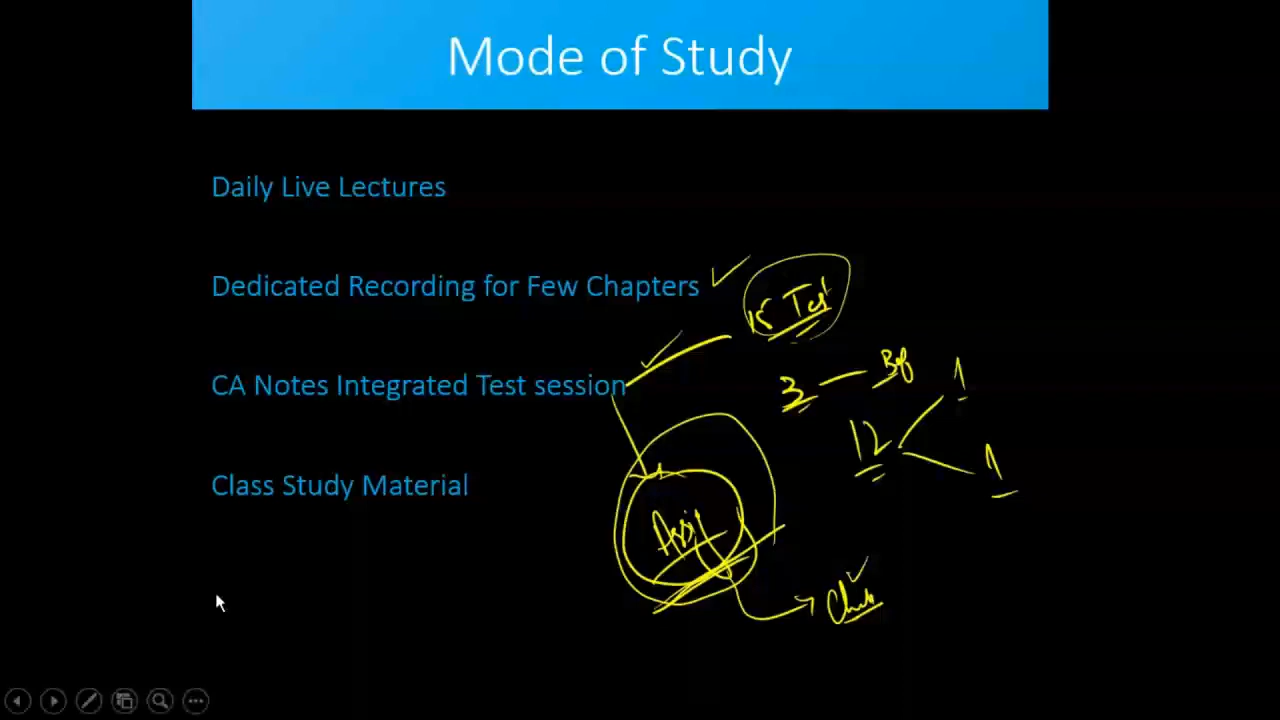 Mode of Study
Daily Live Lectures
Dedicated Recording for Few Chapters
15 Test
CA Notes Integrated Test session
3
1
12
1
Class Study Material